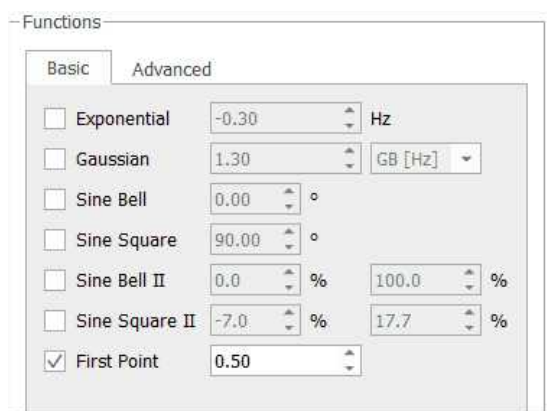 Functions
Basic Advanced
Exponential -0.30 Hz
Gaussian 1.30 GB [Hz]
Sine Bell 0.00 °
Sine Square 90.00 °
Sine Bell II 0.0 % 100.0 %
Sine Square II -7.0 % 17.7 %
First Point 0.50